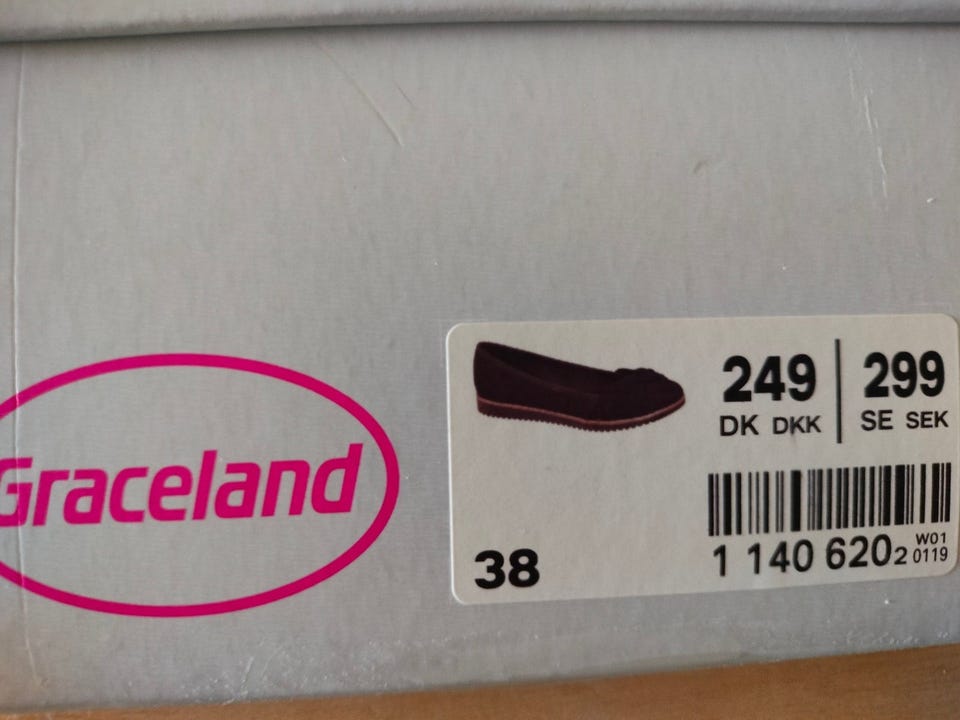 Graceland
249 299
DK DKK SE SEK
1 140 620 2 W01 0119
38